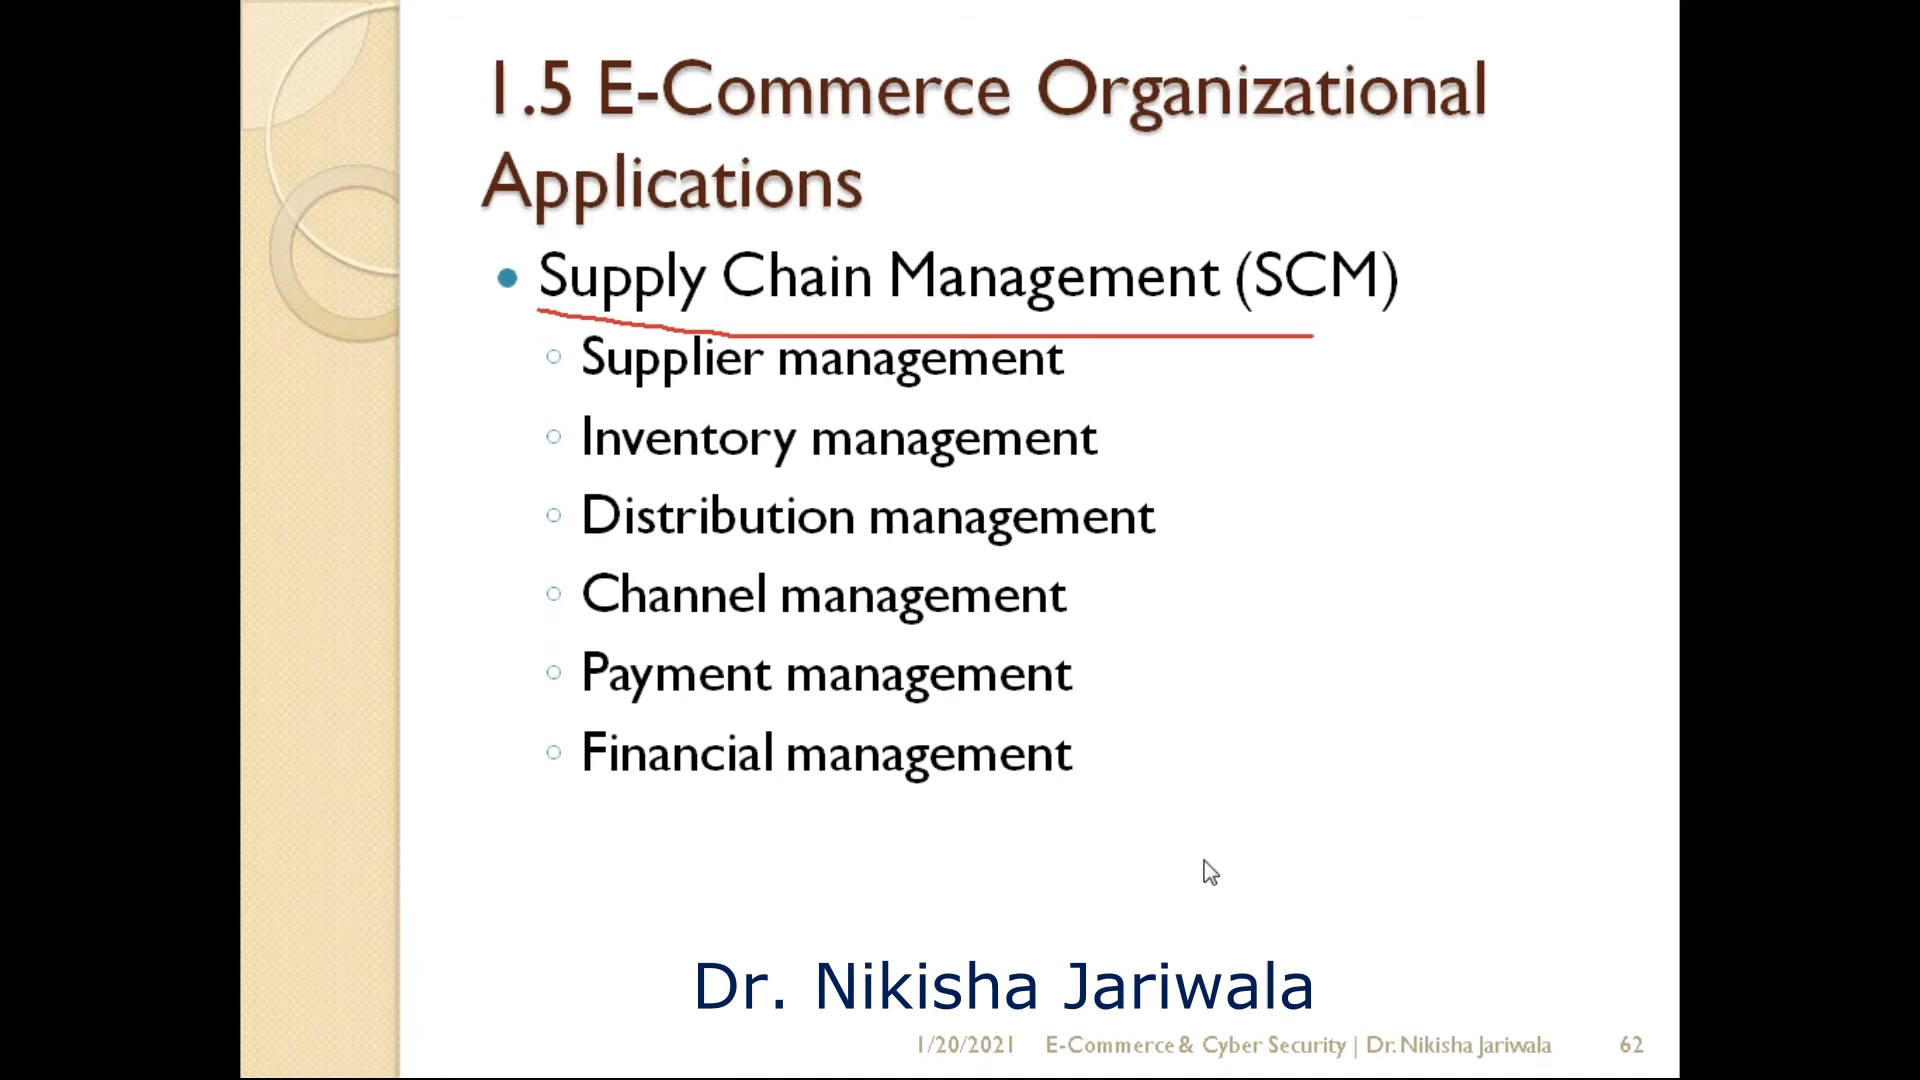 1.5 E-Commerce Organizational
Applications
Supply Chain Management (SCM)
Supplier management
Inventory management
Distribution management
Channel management
Payment management
Financial management
Dr. Nikisha Jariwala
1/20/2021 E-Commerce & Cyber Security | Dr. Nikisha Jariwala 62